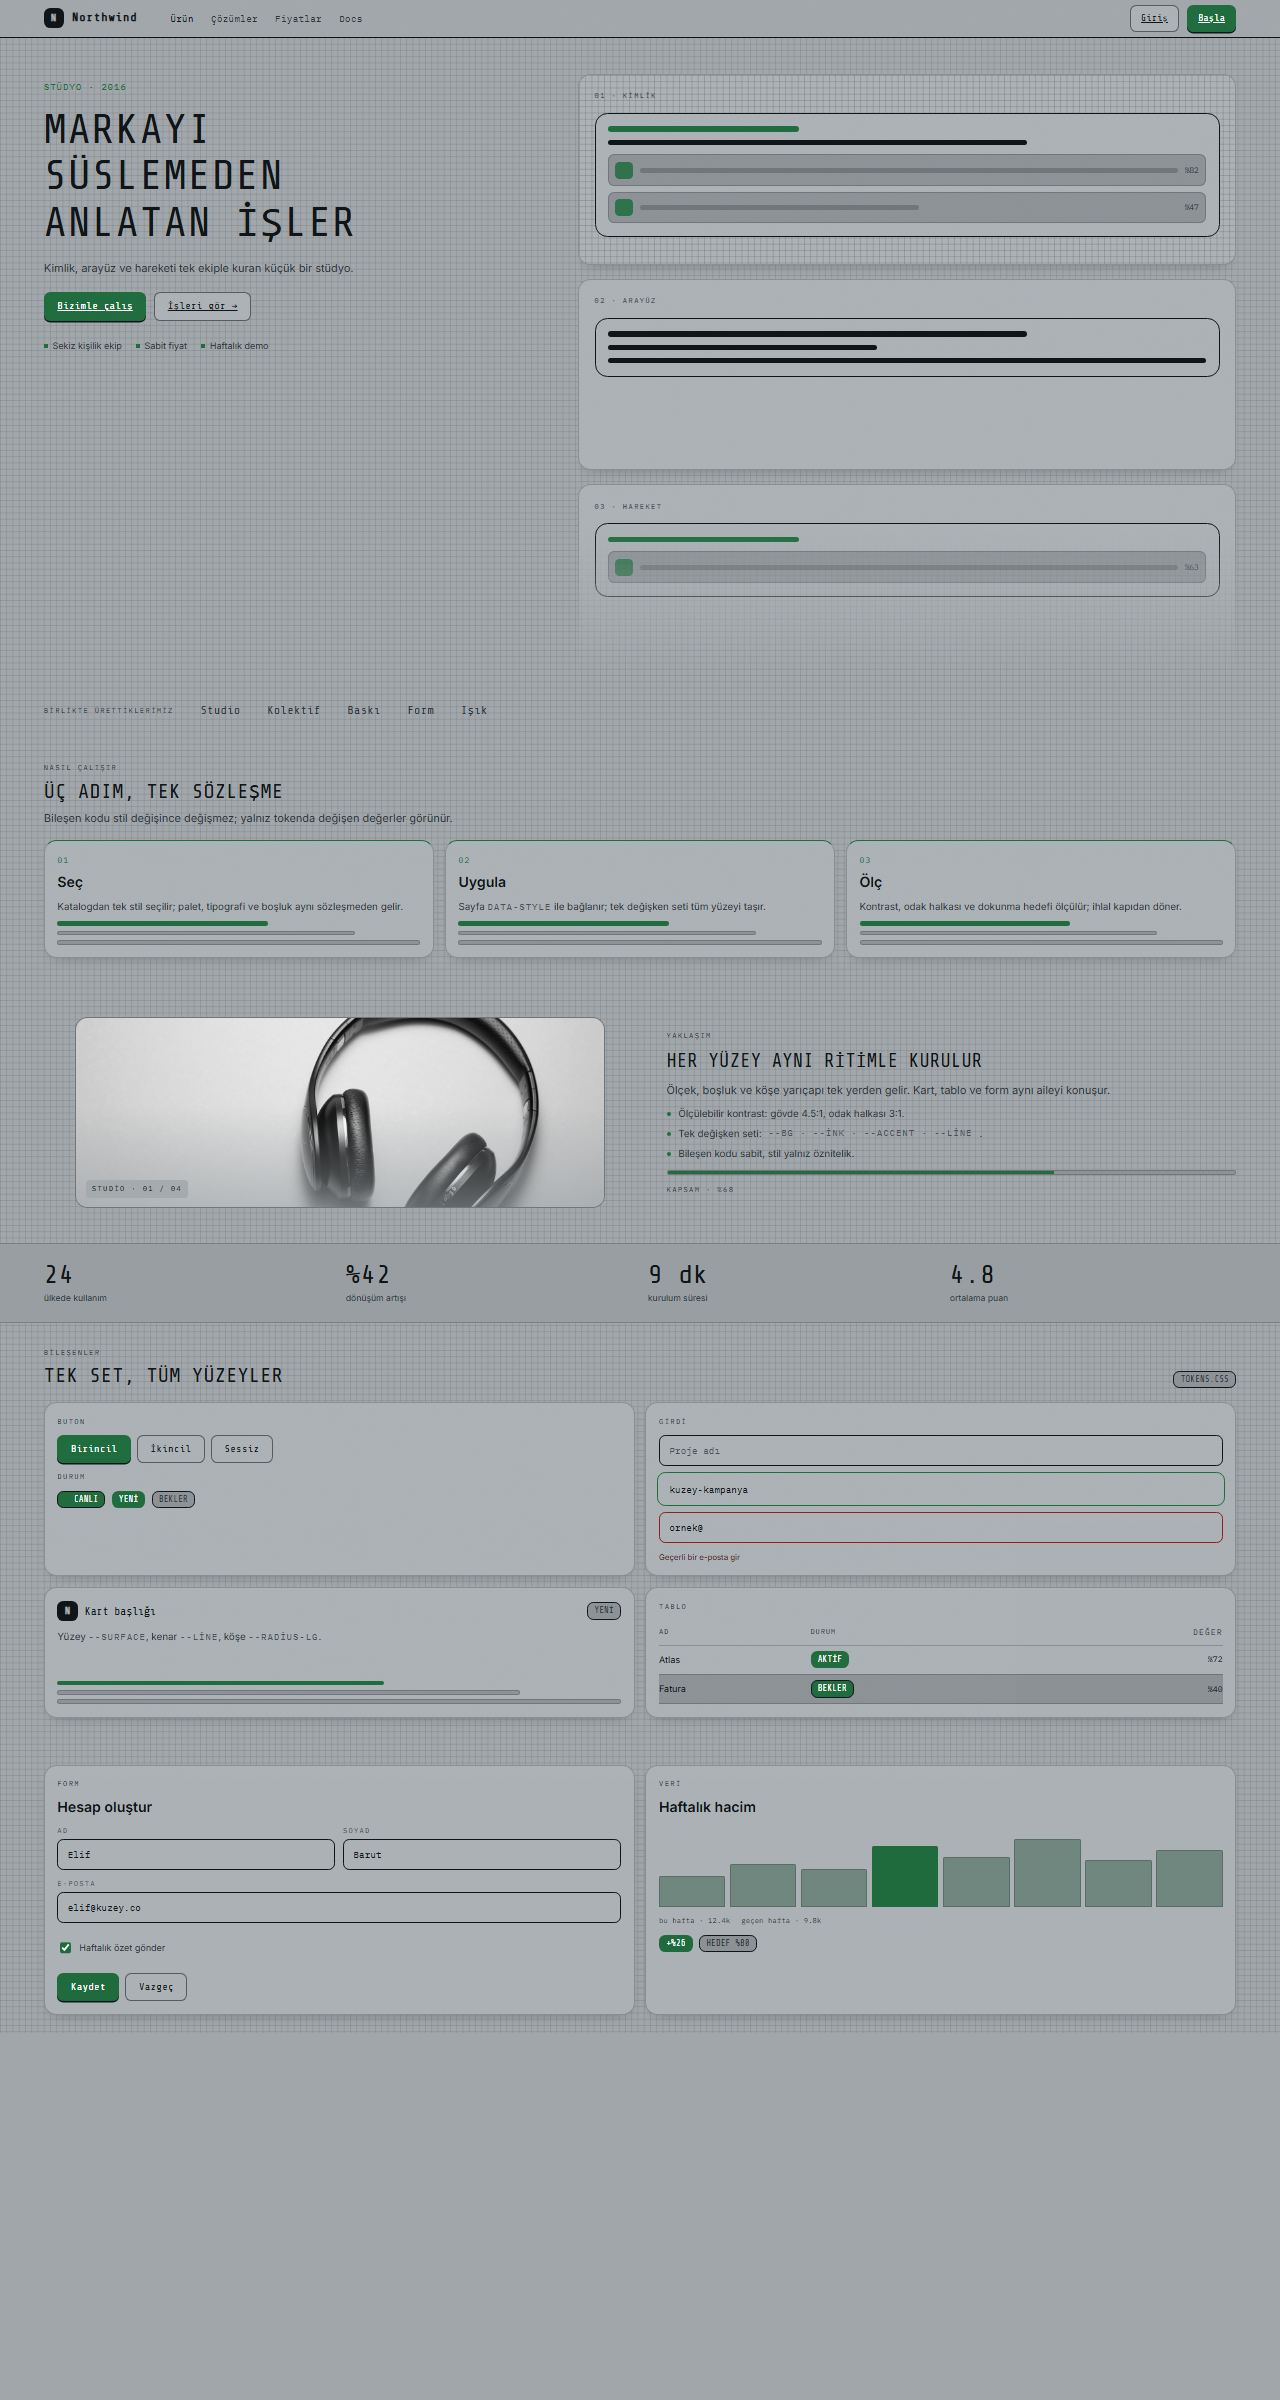 N Northwind Ürün Çözümler Fiyatlar Docs Giriş Başla
STÜDYO · 2016
MARKAYI
SÜSLEMEDEN
ANLATAN İŞLER
Kimlik, arayüz ve hareketi tek ekiple kuran küçük bir stüdyo.
Bizimle çalış İşleri gör →
Sekiz kişilik ekip Sabit fiyat Haftalık demo
01 · KİMLİK
%82
%47
02 · ARAYÜZ
03 · HAREKET
%63
BİRLİKTE ÜRETTİKLERİMİZ Studio Kolektif Baskı Form Işık
NASIL ÇALIŞIR
ÜÇ ADIM, TEK SÖZLEŞME
Bileşen kodu stil değişince değişmez; yalnız tokenda değişen değerler görünür.
01
Seç
Katalogdan tek stil seçilir; palet, tipografi ve boşluk aynı sözleşmeden gelir.
02
Uygula
Sayfa DATA-STYLE ile bağlanır; tek değişken seti tüm yüzeyi taşır.
03
Ölç
Kontrast, odak halkası ve dokunma hedefi ölçülür; ihlal kapıdan döner.
STUDİO · 01 / 04
YAKLAŞIM
HER YÜZEY AYNI RİTİMLE KURULUR
Ölçek, boşluk ve köşe yarıçapı tek yerden gelir. Kart, tablo ve form aynı aileyi konuşur.
Ölçülebilir kontrast: gövde 4.5:1, odak halkası 3:1.
Tek değişken seti: --BG · --İNK · --ACCENT · --LİNE .
Bileşen kodu sabit, stil yalnız öznitelik.
KAPSAM · %68
24
ülkede kullanım
%42
dönüşüm artışı
9 dk
kurulum süresi
4.8
ortalama puan
BİLEŞENLER
TEK SET, TÜM YÜZEYLER
TOKENS.CSS
BUTON
Birincil İkincil Sessiz
DURUM
CANLI YENİ BEKLER
GİRDİ
Proje adı
kuzey-kampanya
ornek@
Geçerli bir e-posta gir
N Kart başlığı YENİ
Yüzey --SURFACE, kenar --LİNE, köşe --RADİUS-LG.
TABLO
AD DURUM DEĞER
Atlas AKTİF %72
Fatura BEKLER %40
FORM
Hesap oluştur
AD SOYAD
Elif Barut
E-POSTA
elif@kuzey.co
Haftalık özet gönder
Kaydet Vazgeç
VERİ
Haftalık hacim
bu hafta · 12.4k geçen hafta · 9.8k
+%26 HEDEF %80